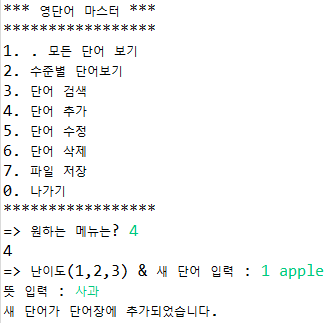 *** 영단어 마스터 ***
*****************
1. . 모든 단어 보기
2. 수준별 단어보기
3. 단어 검색
4. 단어 추가
5. 단어 수정
6. 단어 삭제
7. 파일 저장
0. 나가기
*****************
=> 원하는 메뉴는? 4
4
=> 난이도(1,2,3) & 새 단어 입력 : 1 apple
뜻 입력 : 사과
새 단어가 단어장에 추가되었습니다.